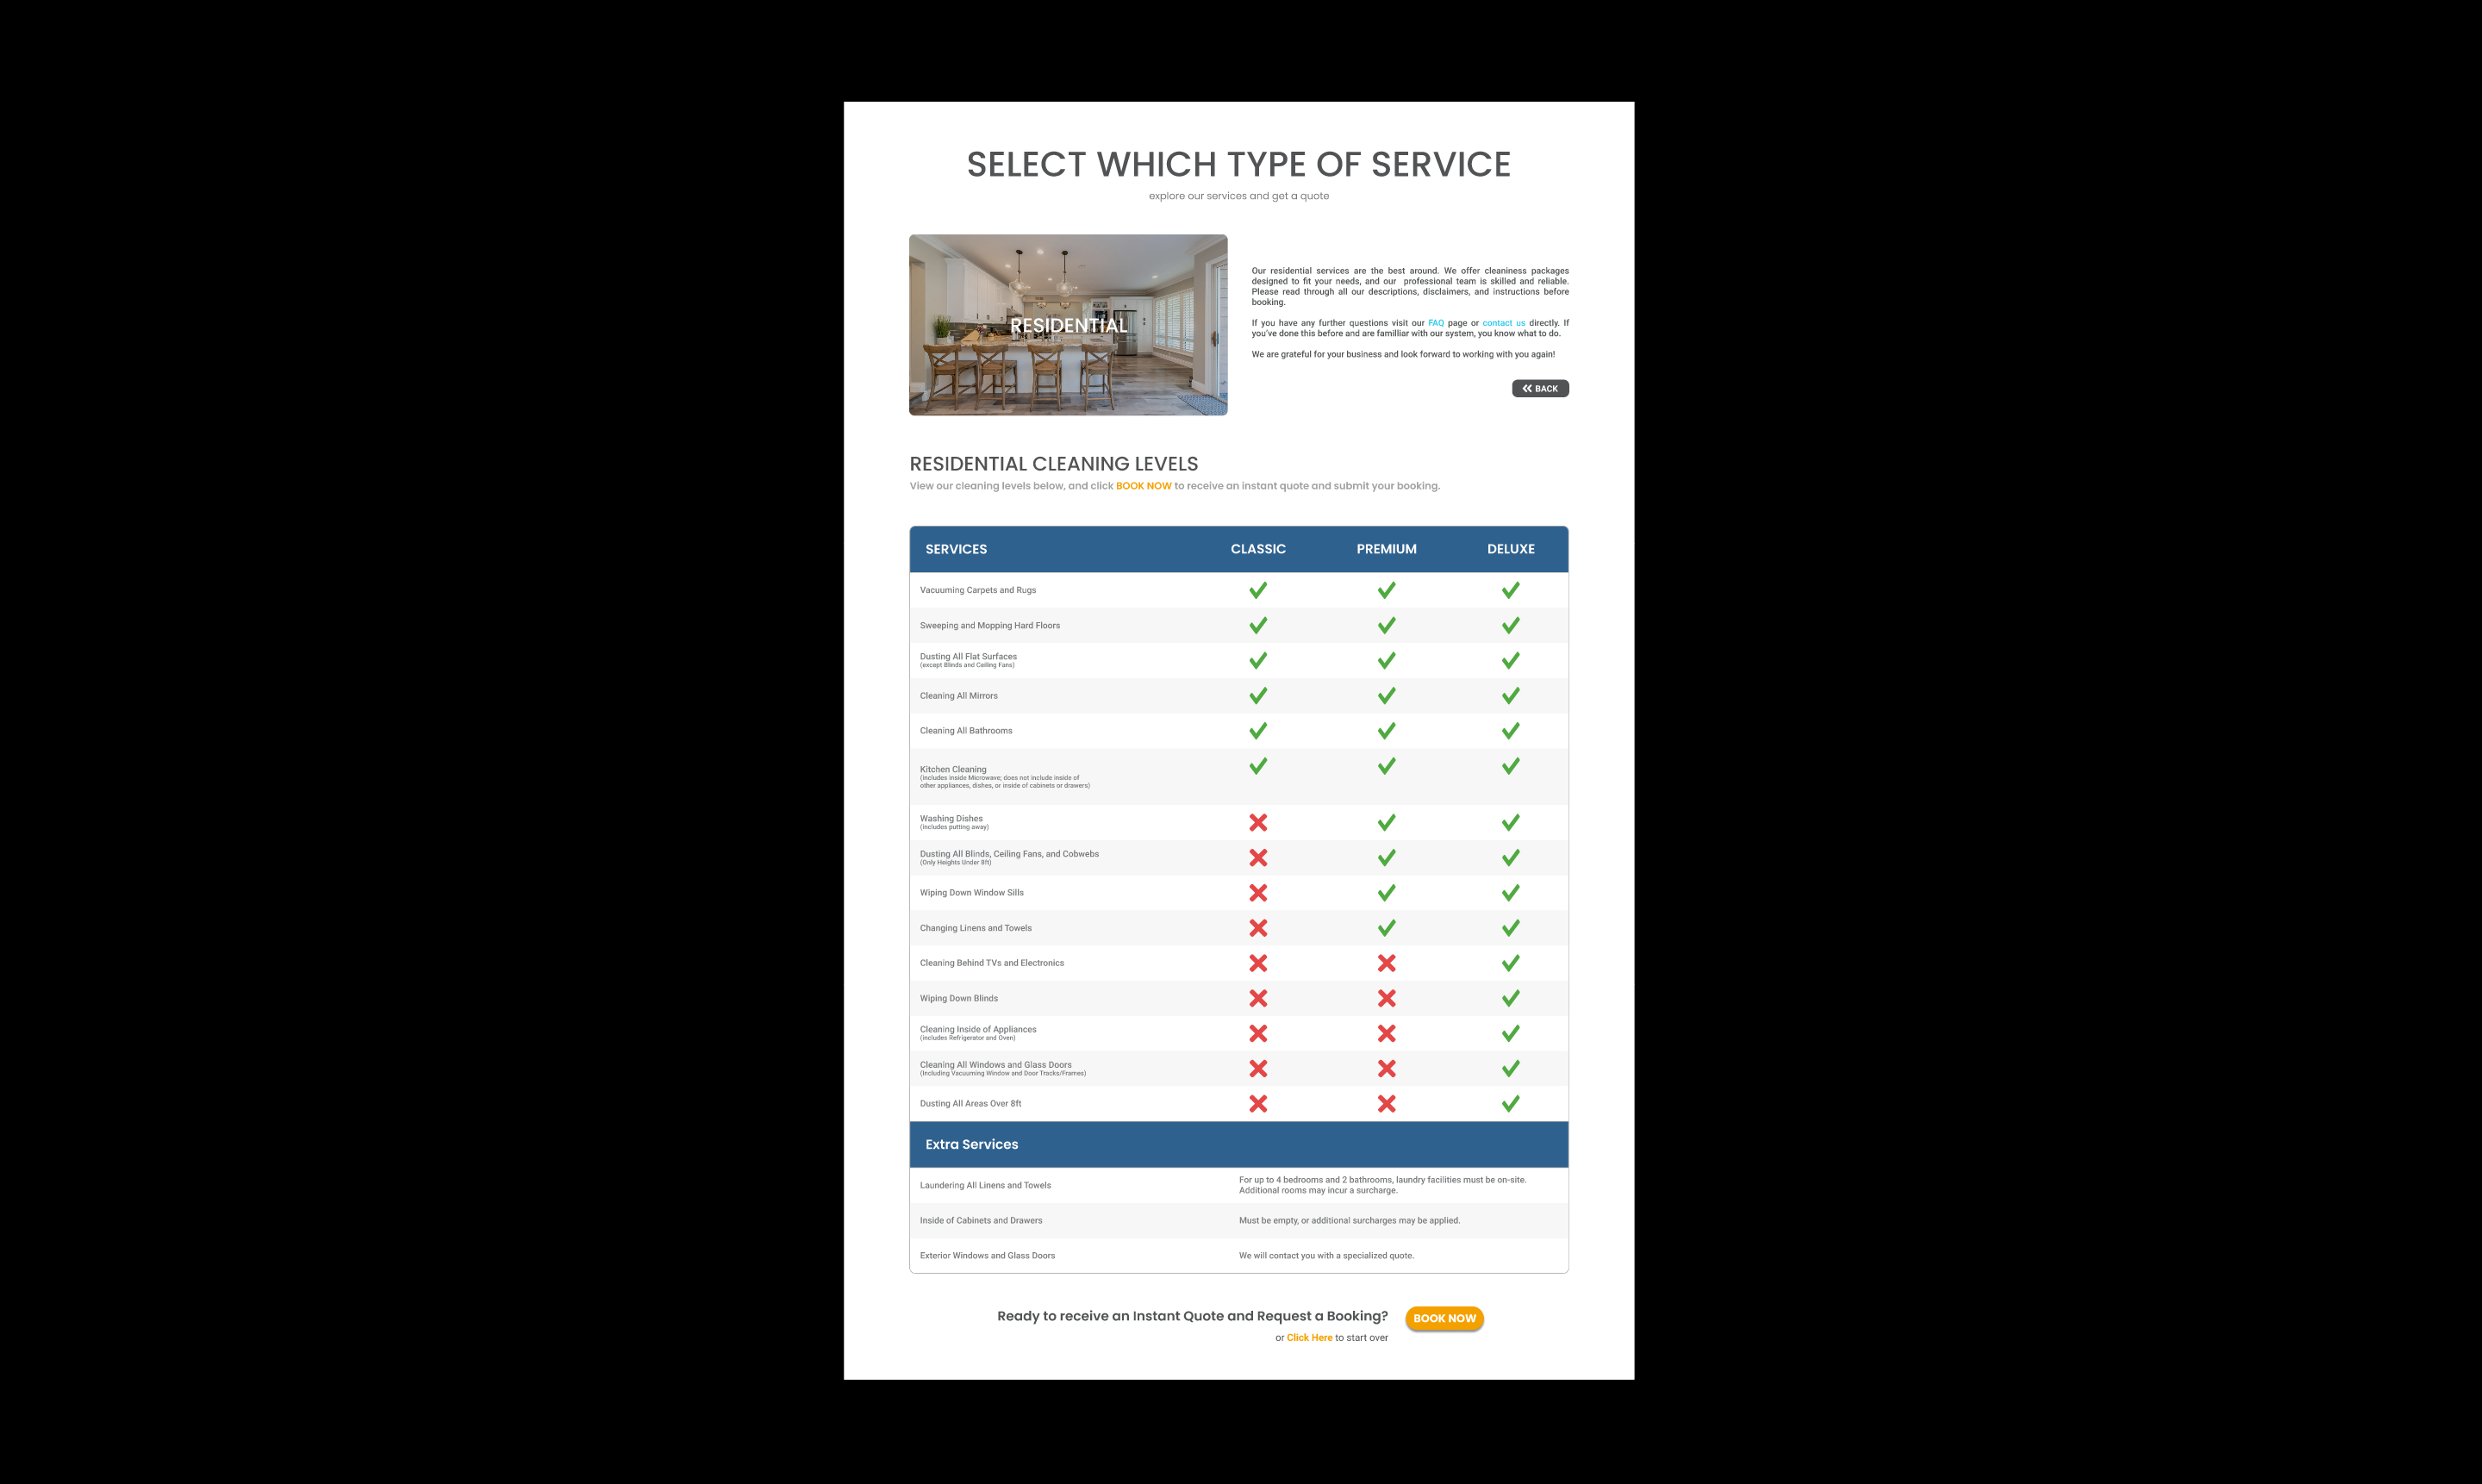 SELECT WHICH TYPE OF SERVICE
explore our services and get a quote
RESIDENTIAL
Our residential services are the best around. We offer cleaniness packages
designed to fit your needs, and our professional team is skilled and reliable.
Please read through all our descriptions, disclaimers, and instructions before
booking.
If you have any further questions visit our FAQ page or contact us directly. If
you've done this before and are familliar with our system, you know what to do.
We are grateful for your business and look forward to working with you again!
BACK
RESIDENTIAL CLEANING LEVELS
View our cleaning levels below, and click BOOK NOW to receive an instant quote and submit your booking.
SERVICES CLASSIC PREMIUM DELUXE
Vacuuming Carpets and Rugs
Sweeping and Mopping Hard Floors
Dusting All Flat Surfaces
(except Blinds and Ceiling Fans)
Cleaning All Mirrors
Cleaning All Bathrooms
Kitchen Cleaning
(includes inside Microwave; does not include inside of
other appliances, dishes, or inside of cabinets or drawers)
Washing Dishes
(includes putting away)
Dusting All Blinds, Ceiling Fans, and Cobwebs
(Only Heights Under 8ft)
Wiping Down Window Sills
Changing Linens and Towels
Cleaning Behind TVs and Electronics
Wiping Down Blinds
Cleaning Inside of Appliances
(includes Refrigerator and Oven)
Cleaning All Windows and Glass Doors
(Including Vacuuming Window and Door Tracks/Frames)
Dusting All Areas Over 8ft
Extra Services
Laundering All Linens and Towels
For up to 4 bedrooms and 2 bathrooms, laundry facilities must be on-site.
Additional rooms may incur a surcharge.
Inside of Cabinets and Drawers
Must be empty, or additional surcharges may be applied.
Exterior Windows and Glass Doors
We will contact you with a specialized quote.
Ready to receive an Instant Quote and Request a Booking?
BOOK NOW
or Click Here to start over